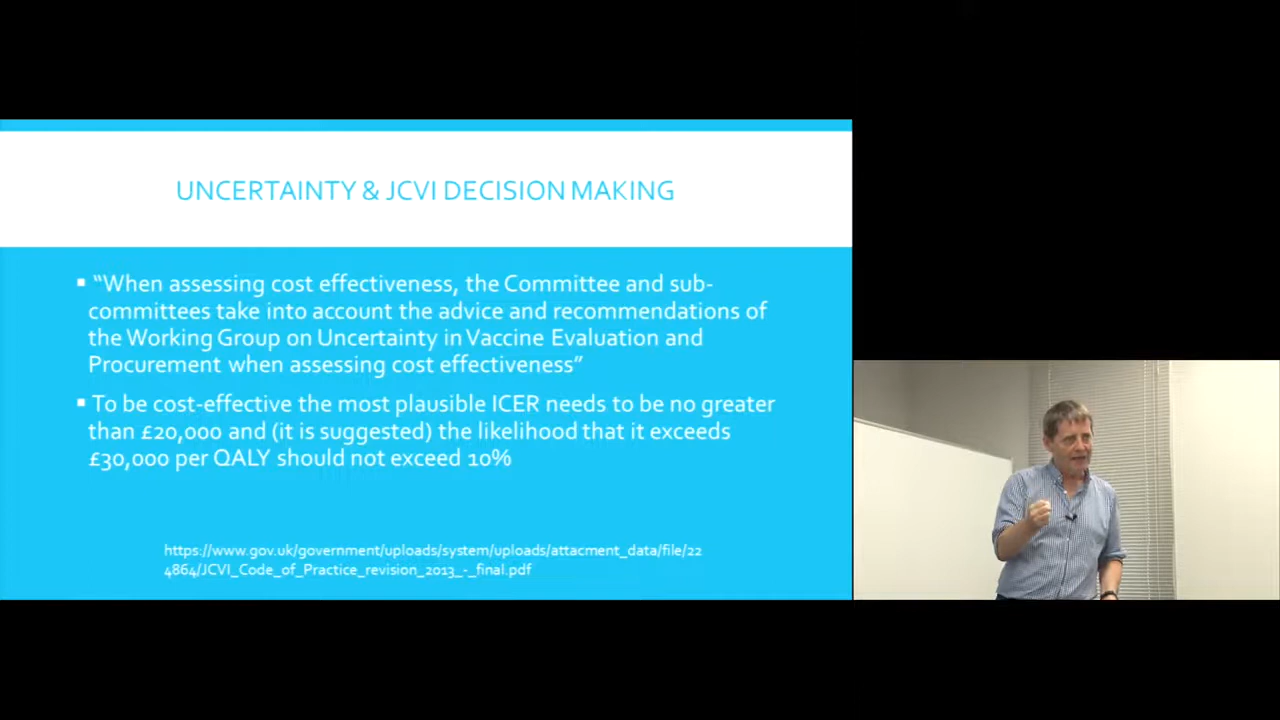 UNCERTAINTY & JCVI DECISION MAKING
▪ “When assessing cost effectiveness, the Committee and sub-
committees take into account the advice and recommendations of
the Working Group on Uncertainty in Vaccine Evaluation and
Procurement when assessing cost effectiveness”
▪ To be cost-effective the most plausible ICER needs to be no greater
than £20,000 and (it is suggested) the likelihood that it exceeds
£30,000 per QALY should not exceed 10%
https://www.gov.uk/government/uploads/system/uploads/attacment_data/file/22
4864/JCVI_Code_of_Practice_revision_2013_-_final.pdf